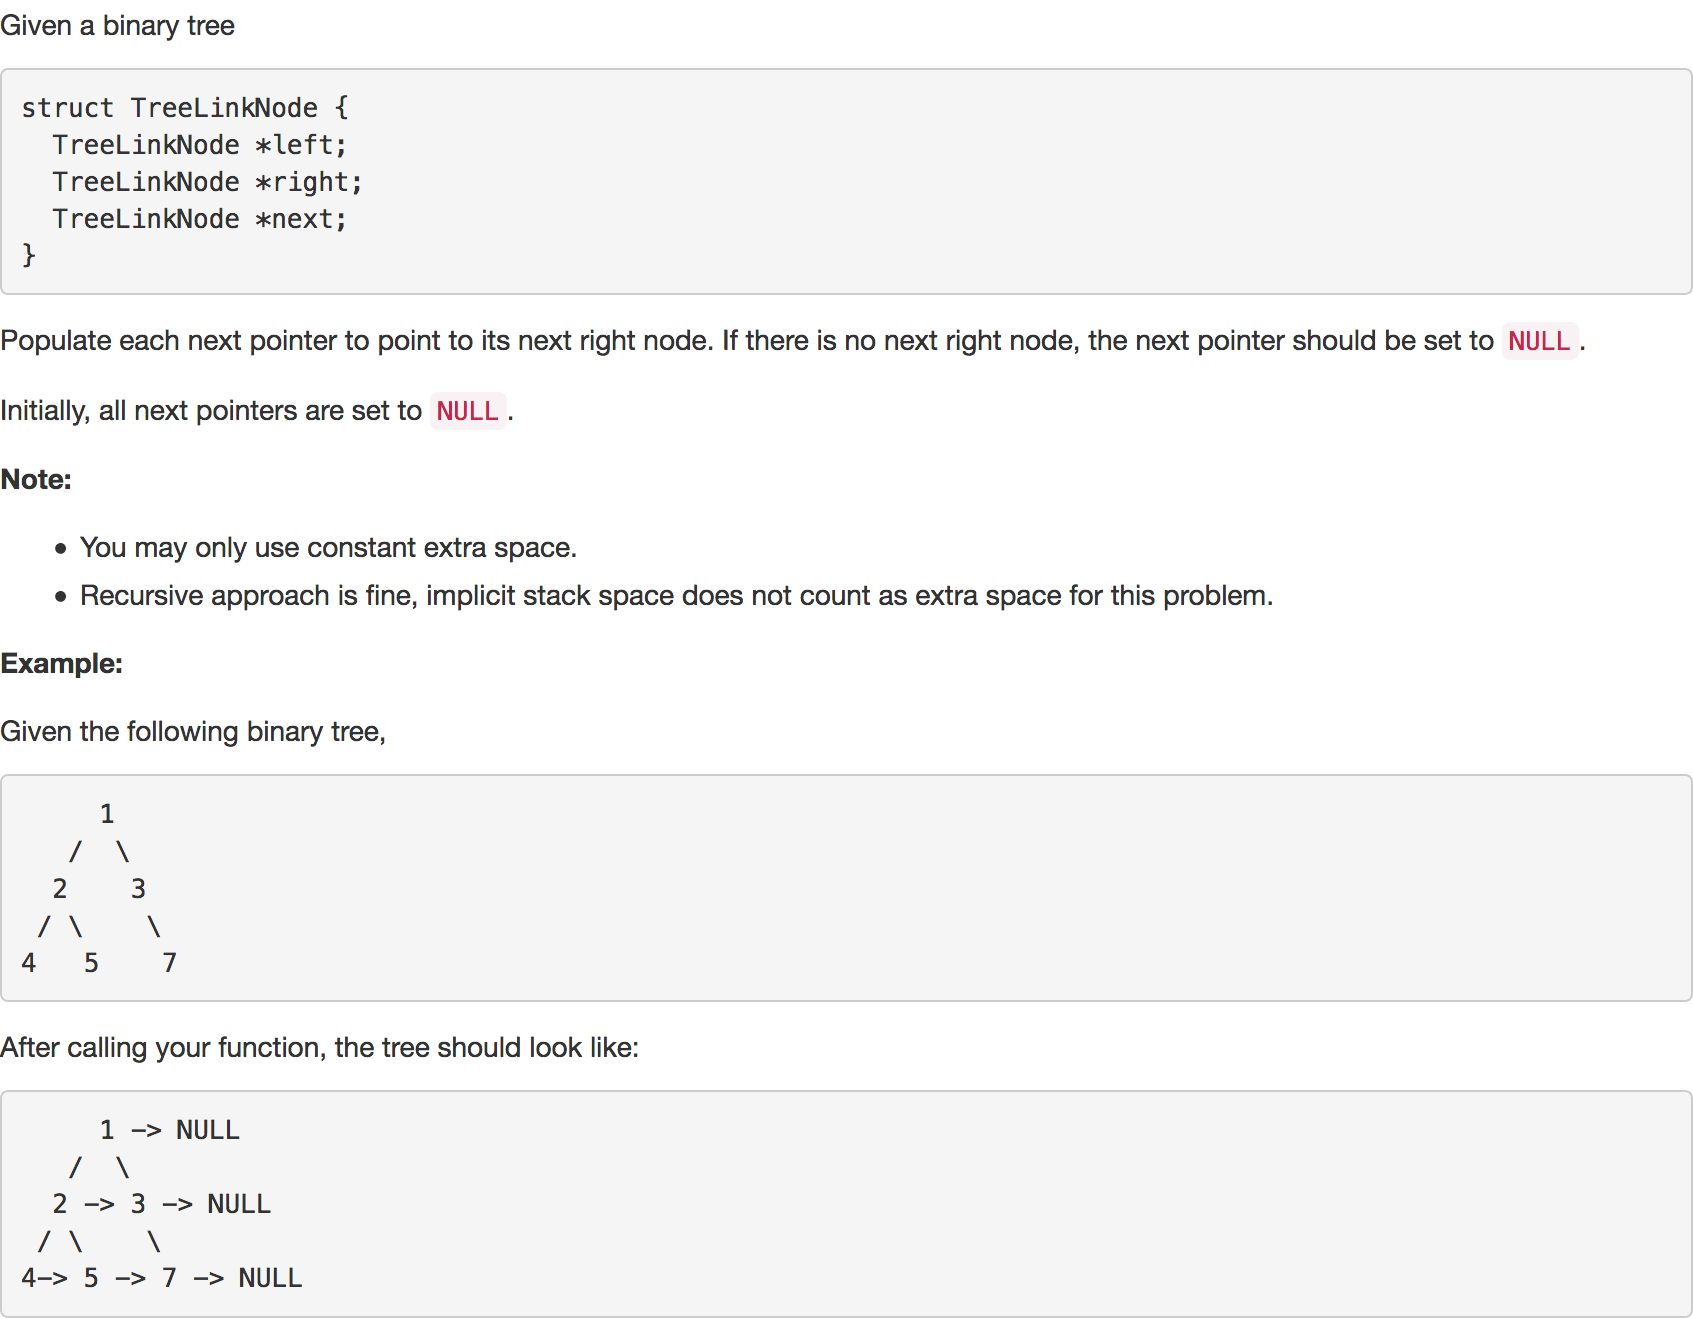 Given a binary tree
struct TreeLinkNode {
  TreeLinkNode *left;
  TreeLinkNode *right;
  TreeLinkNode *next;
}
Populate each next pointer to point to its next right node. If there is no next right node, the next pointer should be set to NULL.
Initially, all next pointers are set to NULL.
Note:
• You may only use constant extra space.
• Recursive approach is fine, implicit stack space does not count as extra space for this problem.
Example:
Given the following binary tree,
     1
   /  \
  2    3
 / \    \
4   5    7
After calling your function, the tree should look like:
     1 -> NULL
   /  \
  2 -> 3 -> NULL
 / \    \
4-> 5 -> 7 -> NULL